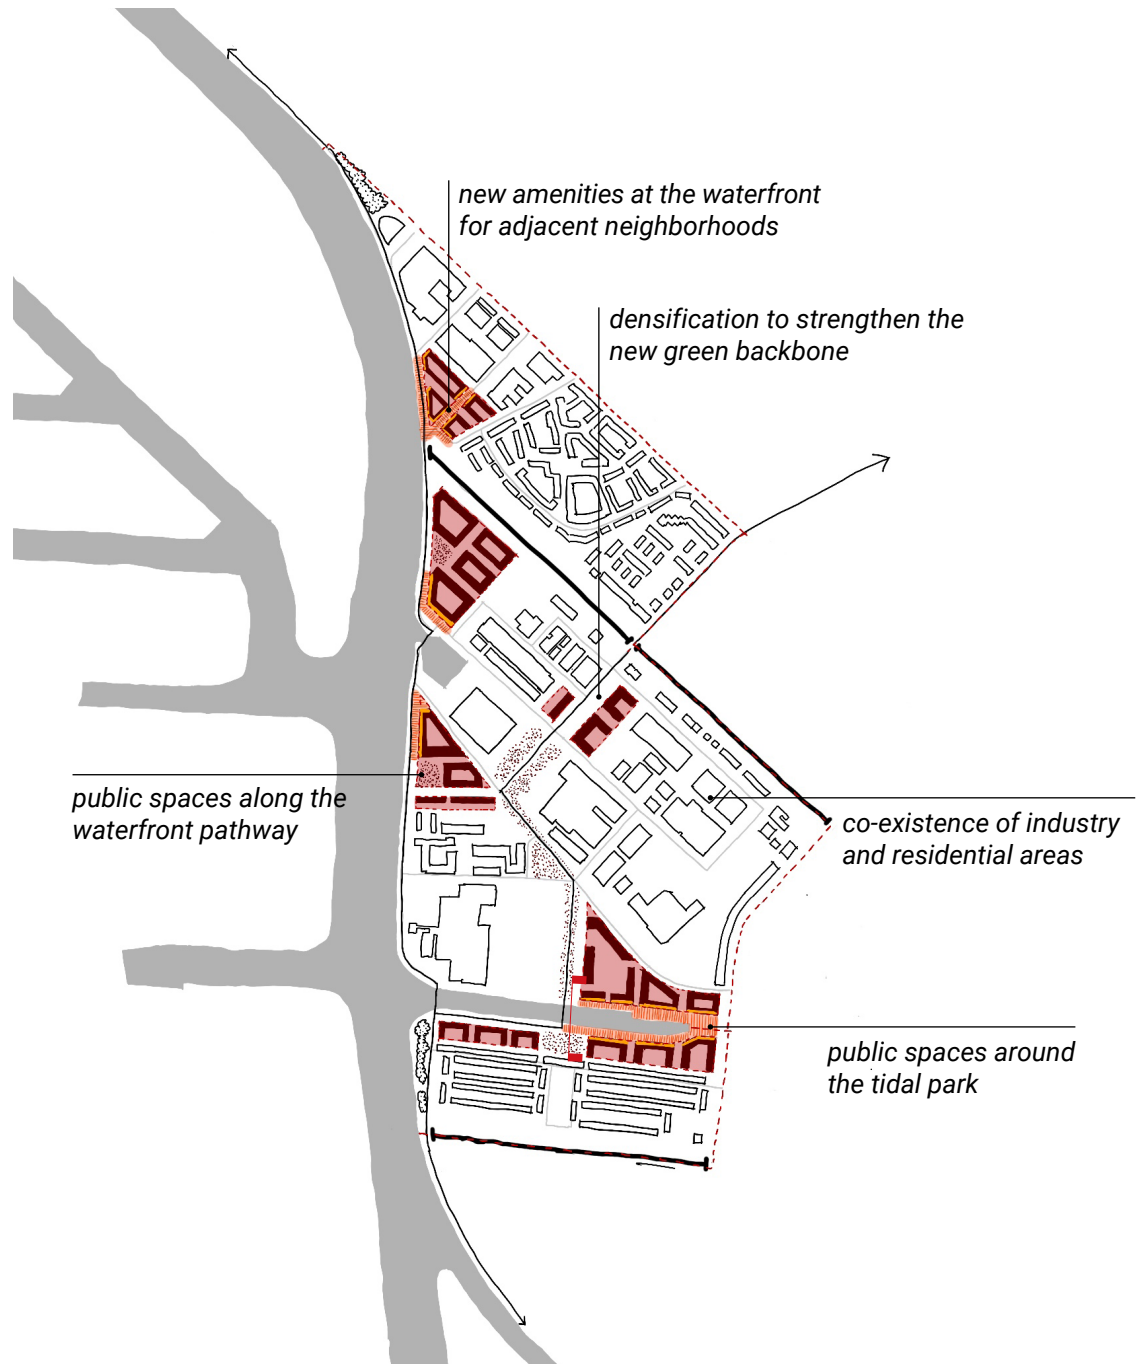 new amenities at the waterfront
for adjacent neighborhoods
densification to strengthen the
new green backbone
public spaces along the
waterfront pathway
co-existence of industry
and residential areas
public spaces around
the tidal park